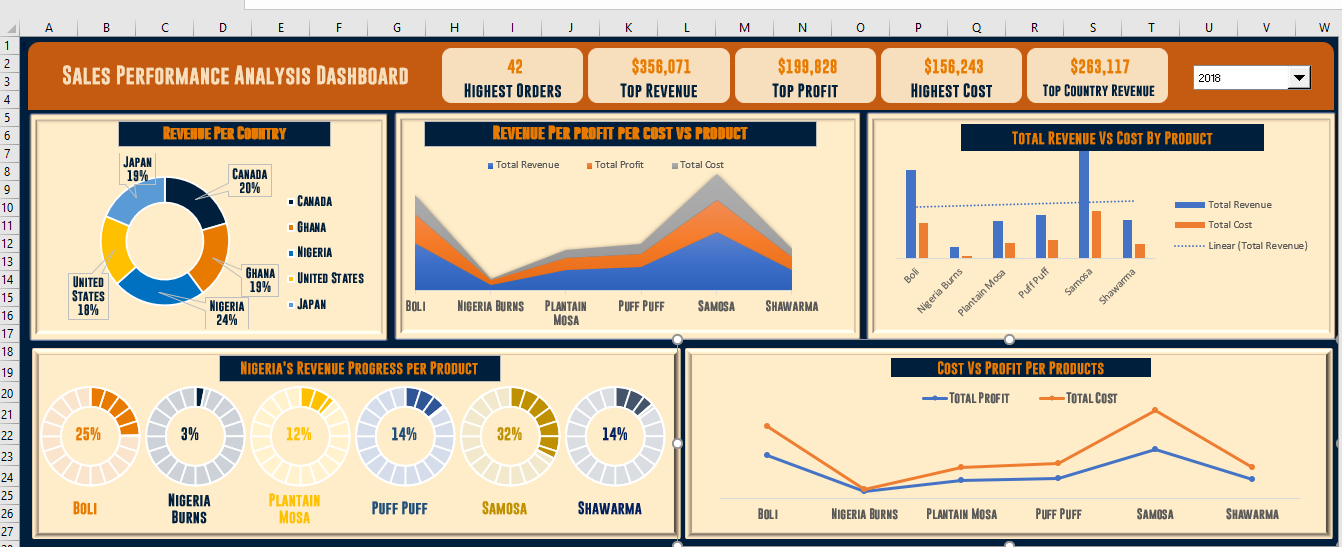 A B C D E F G H I J K L M N O P Q R S T U V W
1
2
3
4
5
6
7
8
9
10
11
12
13
14
15
16
17
18
19
20
21
22
23
24
25
26
27
SALES PERFORMANCE ANALYSIS DASHBOARD
42
HIGHEST ORDERS
$356,071
TOP REVENUE
$199,828
TOP PROFIT
$156,243
HIGHEST COST
$263,117
TOP COUNTRY REVENUE
2018
REVENUE PER COUNTRY
JAPAN
19%
CANADA
20%
GHANA
19%
NIGERIA
24%
UNITED
STATES
18%
CANADA
GHANA
NIGERIA
UNITED STATES
JAPAN
REVENUE PER PROFIT PER COST VS PRODUCT
Total Revenue Total Profit Total Cost
BOLI NIGERIA BURNS PLANTAIN MOSA PUFF PUFF SAMOSA SHAWARMA
TOTAL REVENUE VS COST BY PRODUCT
Total Revenue
Total Cost
Linear (Total Revenue)
Boli
Nigeria Burns
Plantain Mosa
Puff Puff
Samosa
Shawarma
NIGERIA'S REVENUE PROGRESS PER PRODUCT
25%
3%
12%
14%
32%
14%
BOLI
NIGERIA
BURNS
PLANTAIN
MOSA
PUFF PUFF
SAMOSA
SHAWARMA
COST VS PROFIT PER PRODUCTS
TOTAL PROFIT TOTAL COST
BOLI NIGERIA BURNS PLANTAIN MOSA PUFF PUFF SAMOSA SHAWARMA